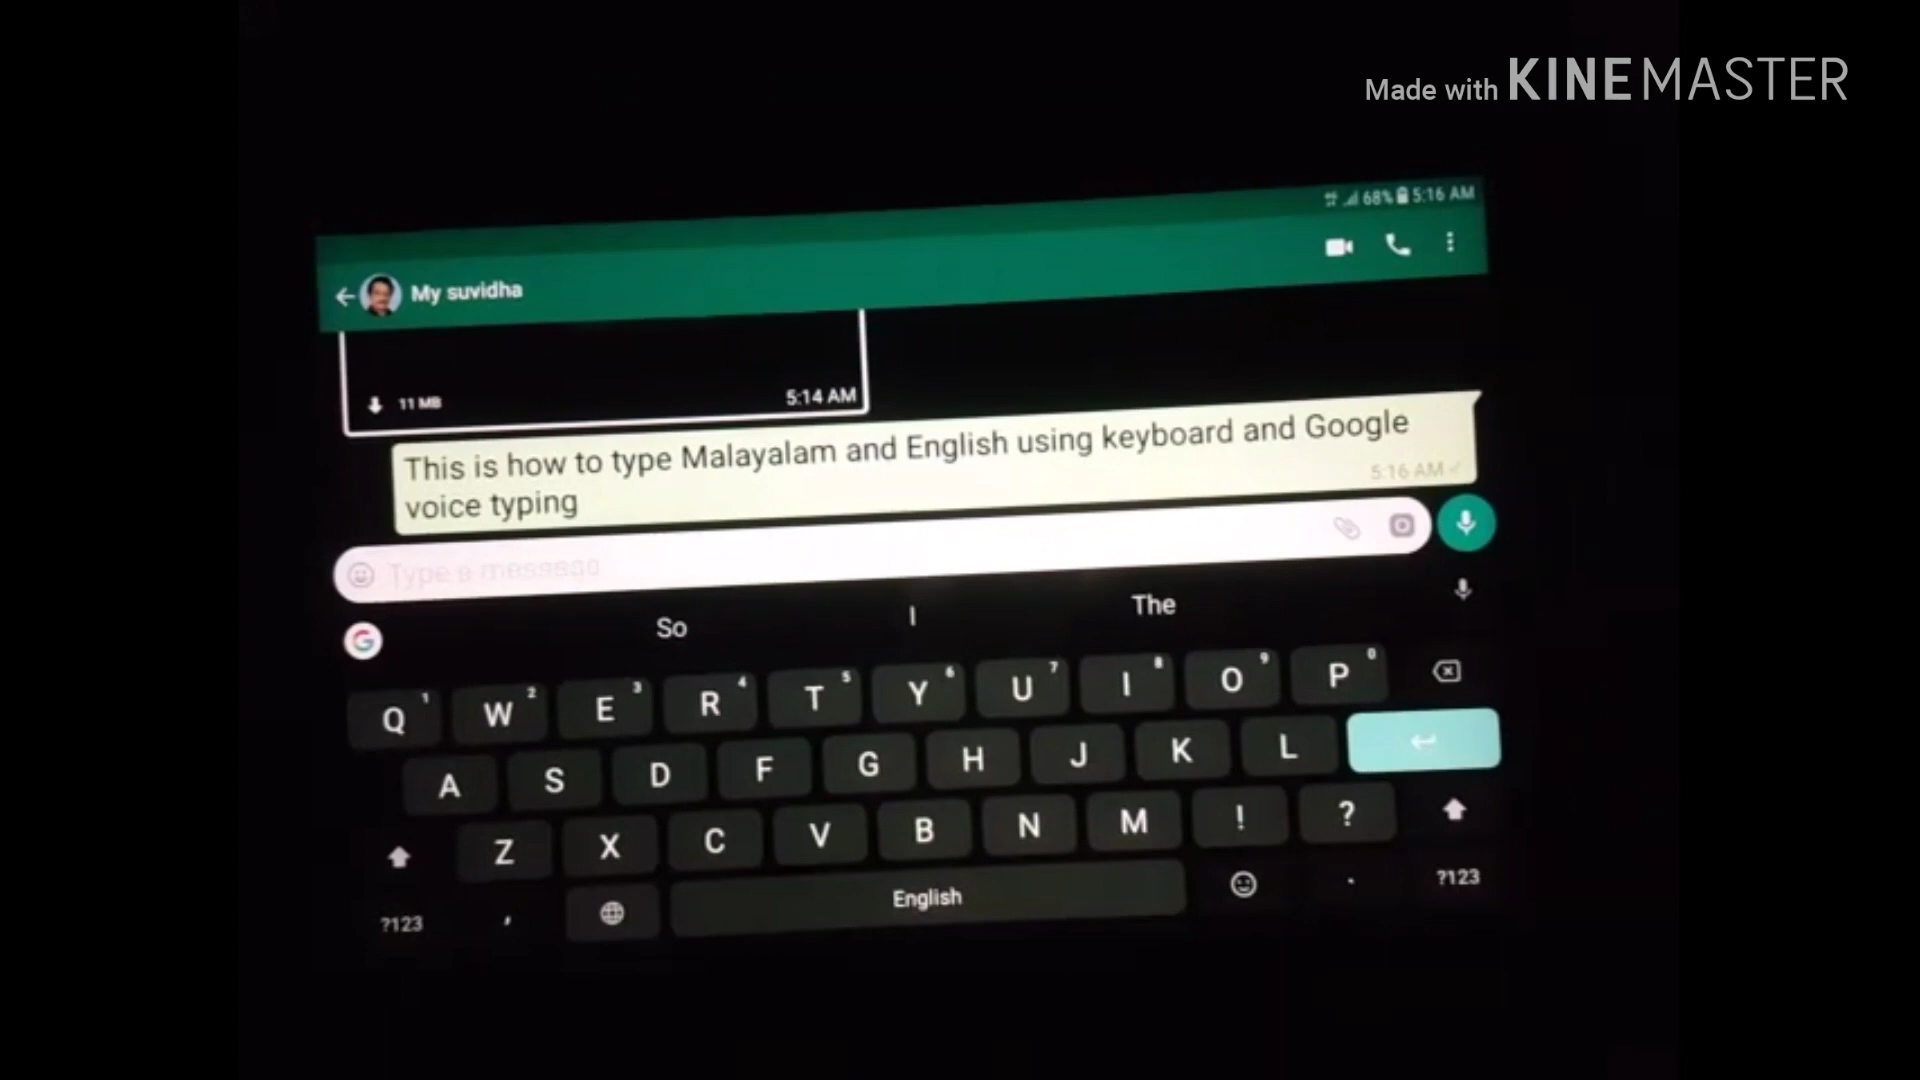 Made with KINEMASTER
68% 5:16 AM
My suvidha
11 MB
5:14 AM
This is how to type Malayalam and English using keyboard and Google
voice typing
5:16 AM
Type a message
So I The
Q 1 W 2 E 3 R 4 T 5 Y 6 U 7 I 8 O 9 P 0
A S D F G H J K L
Z X C V B N M ! ?
?123 , English . ?123